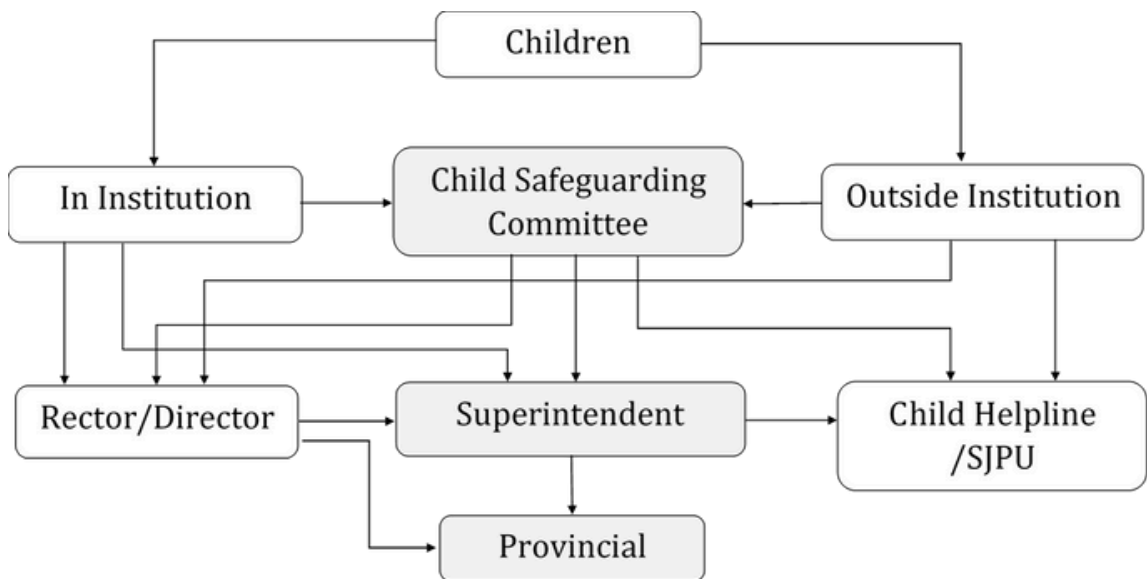 Children
In Institution
Child Safeguarding
Committee
Outside Institution
Rector/Director
Superintendent
Child Helpline
/SJPU
Provincial